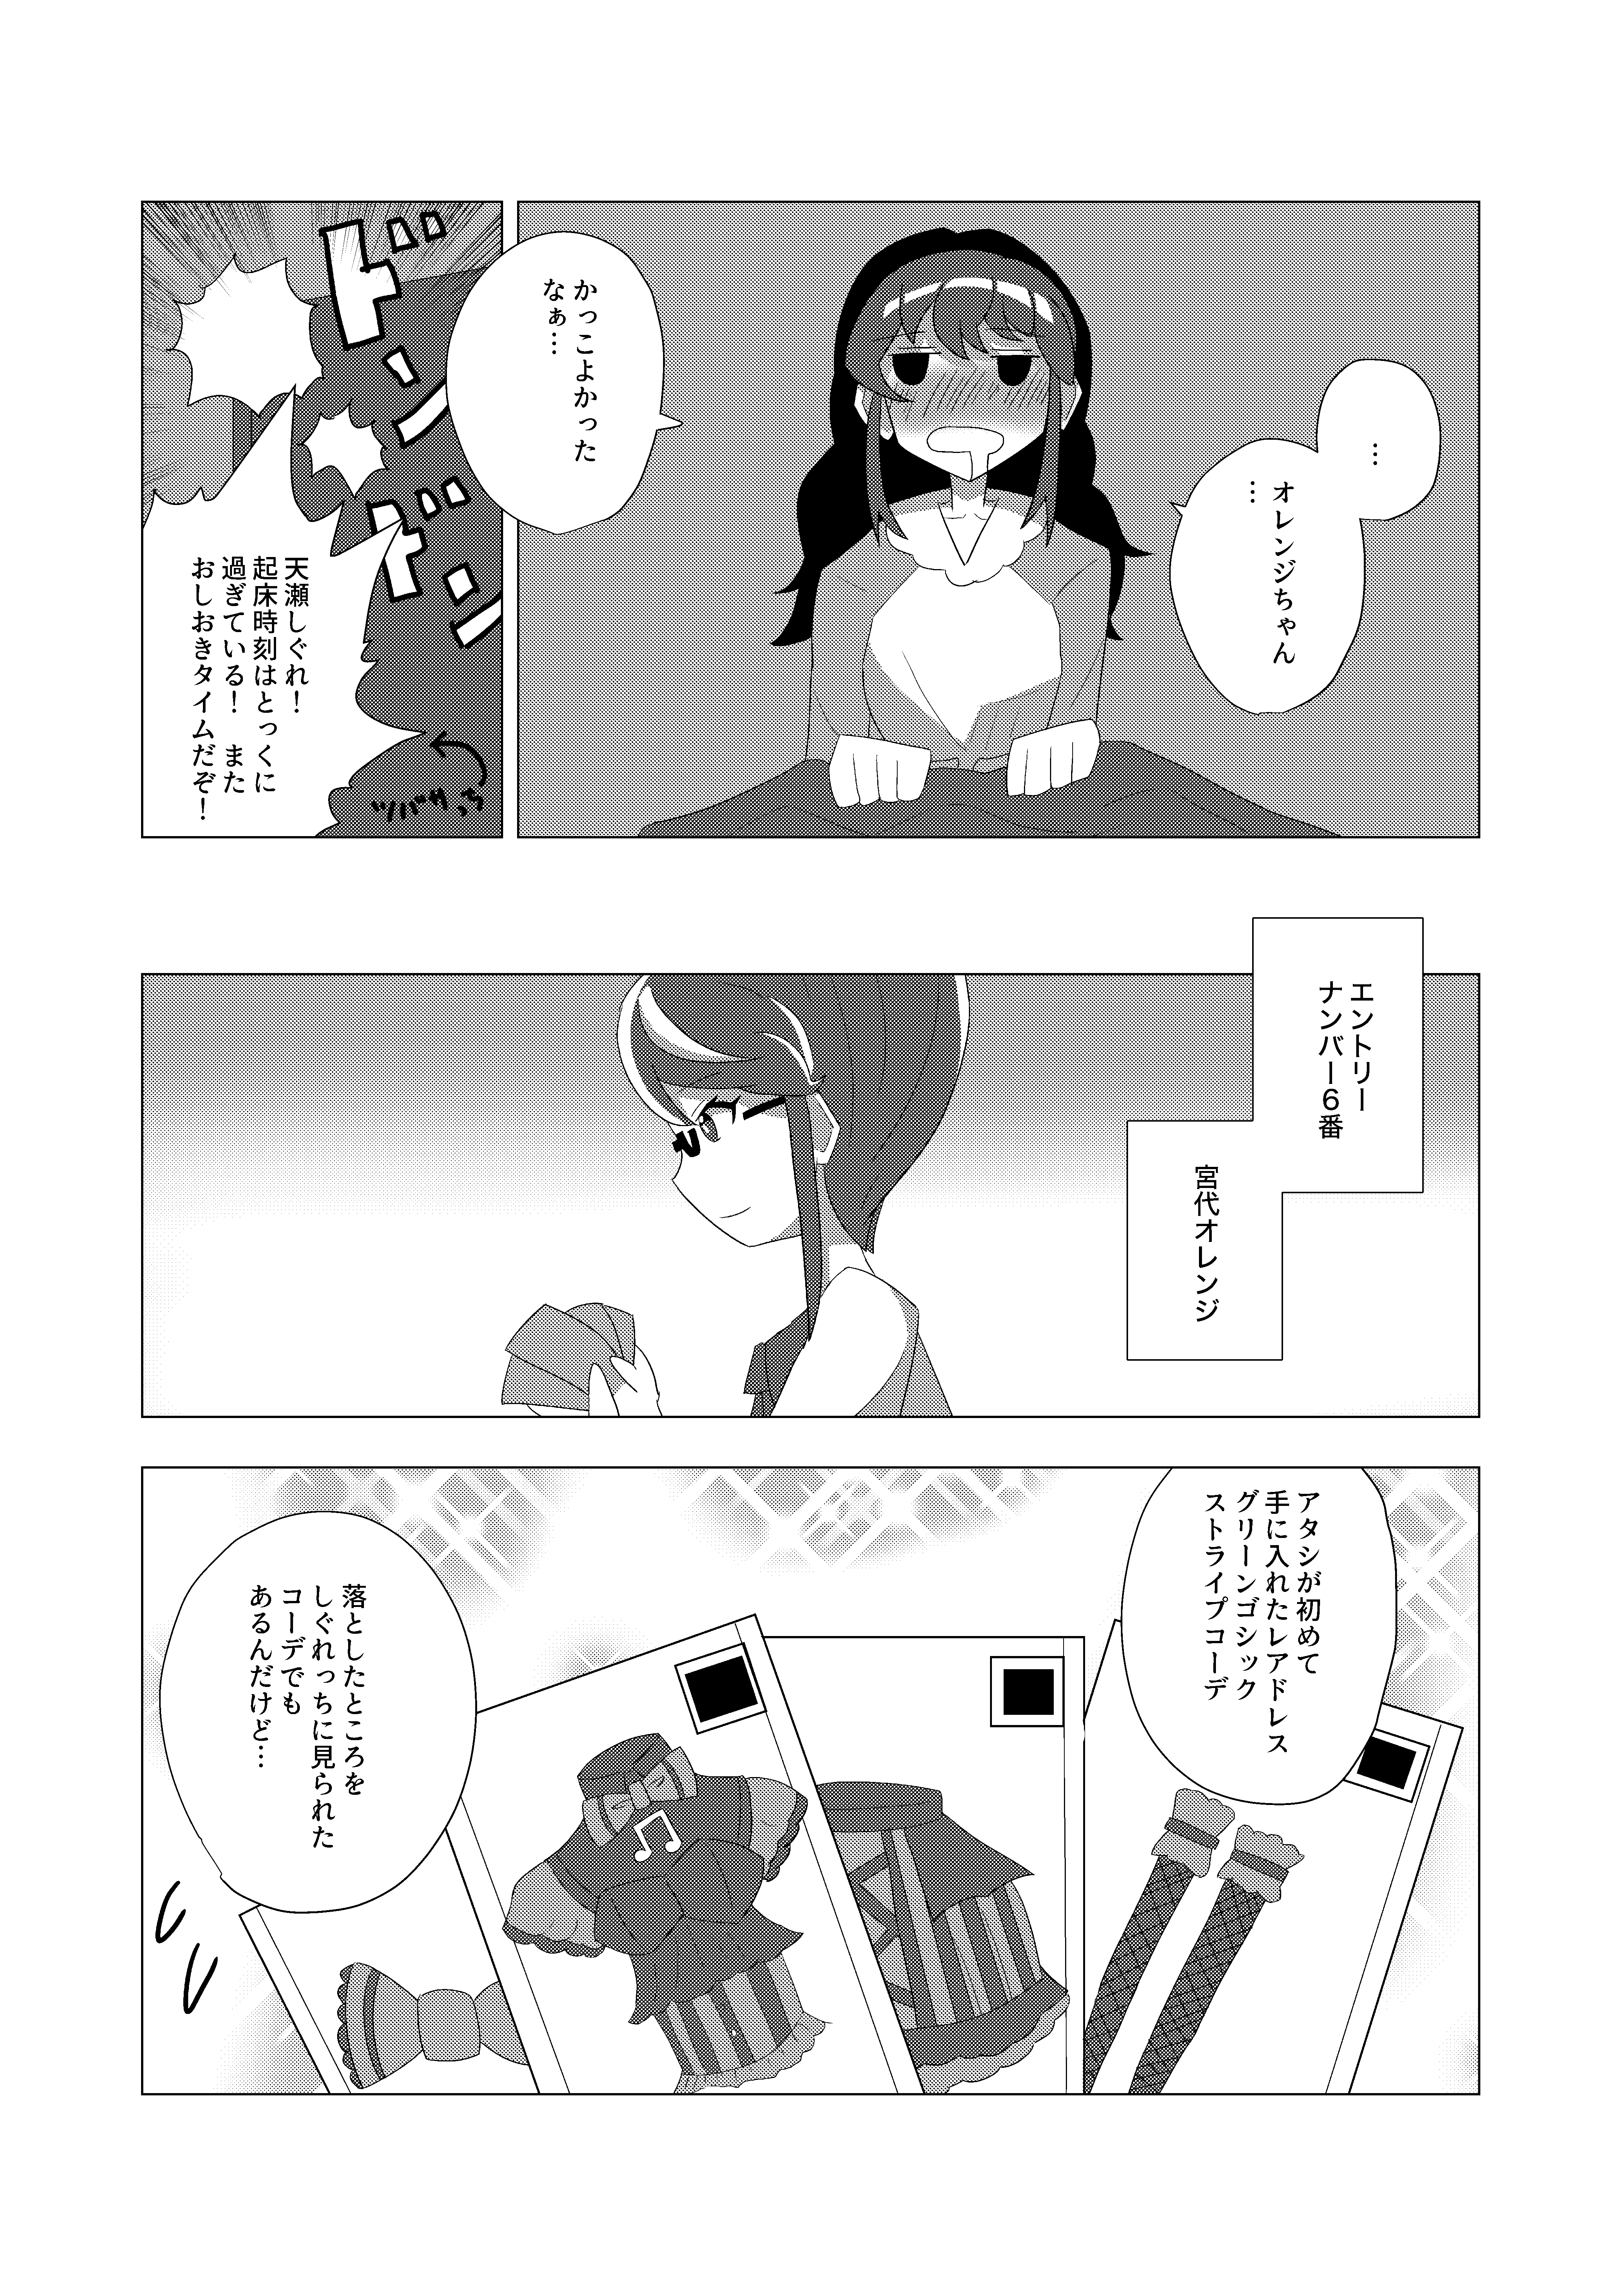 …
オレンジちゃん
…
かっこよかった
なぁ…
ドンドン
天瀬しぐれ！
起床時刻はとっくに
過ぎている！　また
おしおきタイムだぞ！
ツバサっち
エントリー
ナンバー６番
宮代オレンジ
アタシが初めて
手に入れたレアドレス
グリーンゴシック
ストライプコーデ
落としたところを
しぐれっちに見られた
コーデでも
あるんだけど…